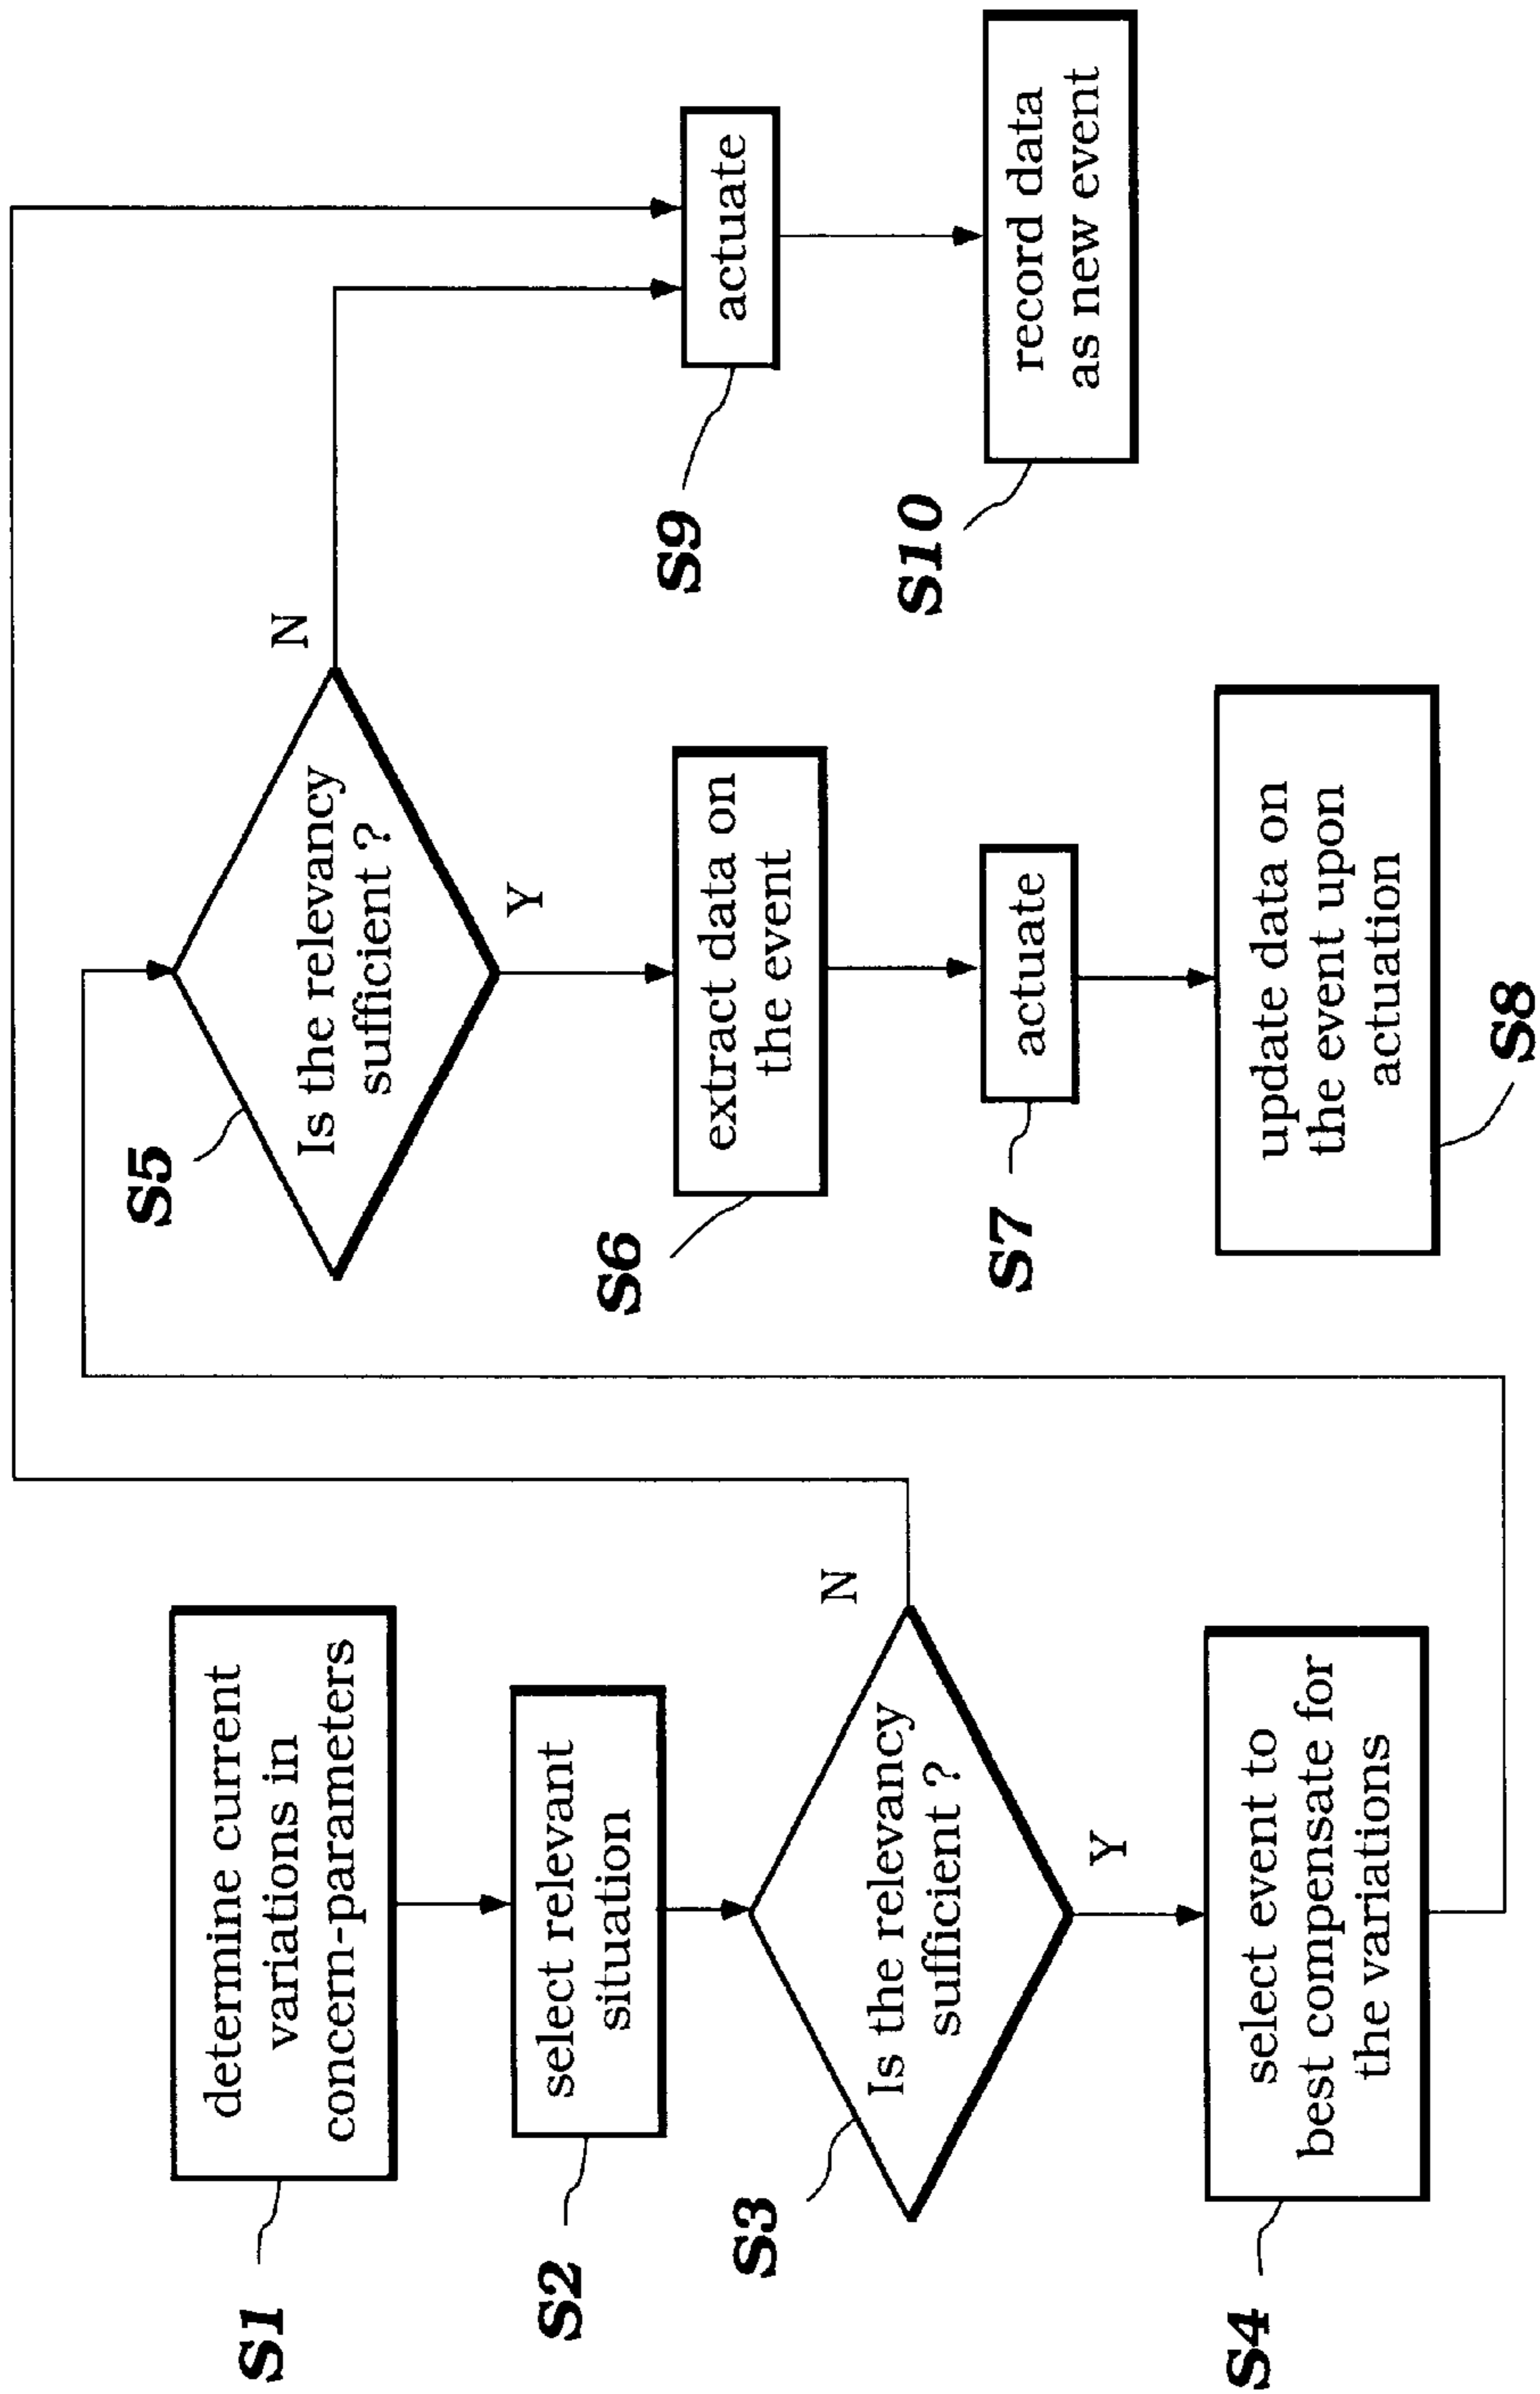 S1
determine current
variations in
concern-parameters
S2
select relevant
situation
S3
Is the relevancy
sufficient ?
N
Y
S4
select event to
best compensate for
the variations
S5
Is the relevancy
sufficient ?
N
Y
S6
extract data on
the event
S7
actuate
S8
update data on
the event upon
actuation
S9
actuate
S10
record data
as new event